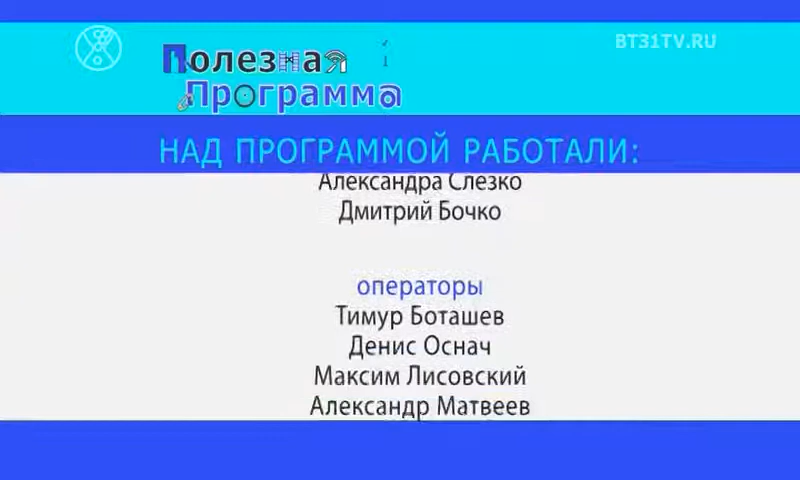 BT31TV.RU
Полезная
Программа
НАД ПРОГРАММОЙ РАБОТАЛИ:
Александра Слезко
Дмитрий Бочко
операторы
Тимур Боташев
Денис Оснач
Максим Лисовский
Александр Матвеев